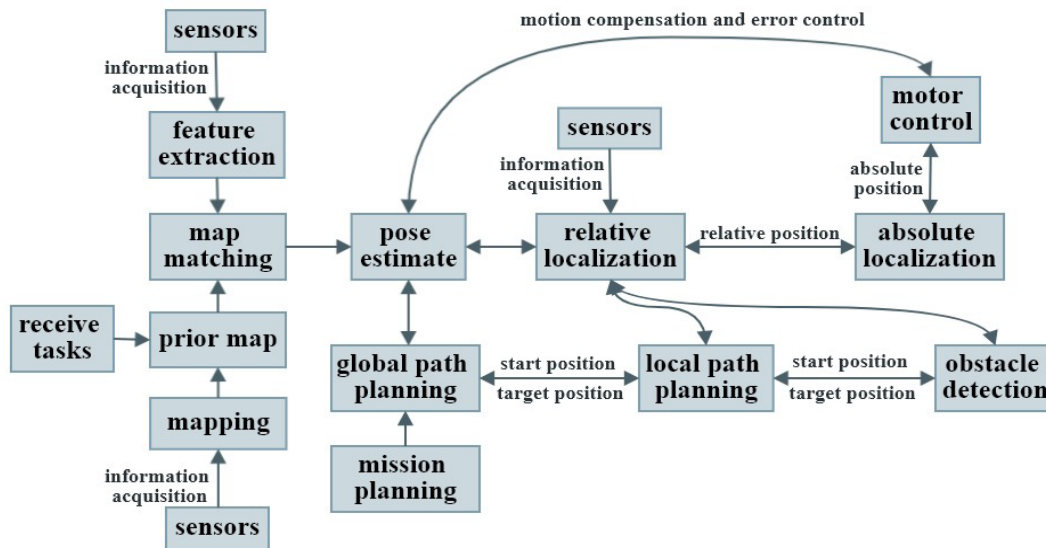 sensors
motion compensation and error control
information
acquisition
motor
control
feature
extraction
sensors
information
acquisition
absolute
position
map
matching
pose
estimate
relative
localization
relative position
absolute
localization
receive
tasks
prior map
global path
planning
start position
target position
local path
planning
start position
target position
obstacle
detection
mapping
mission
planning
information
acquisition
sensors